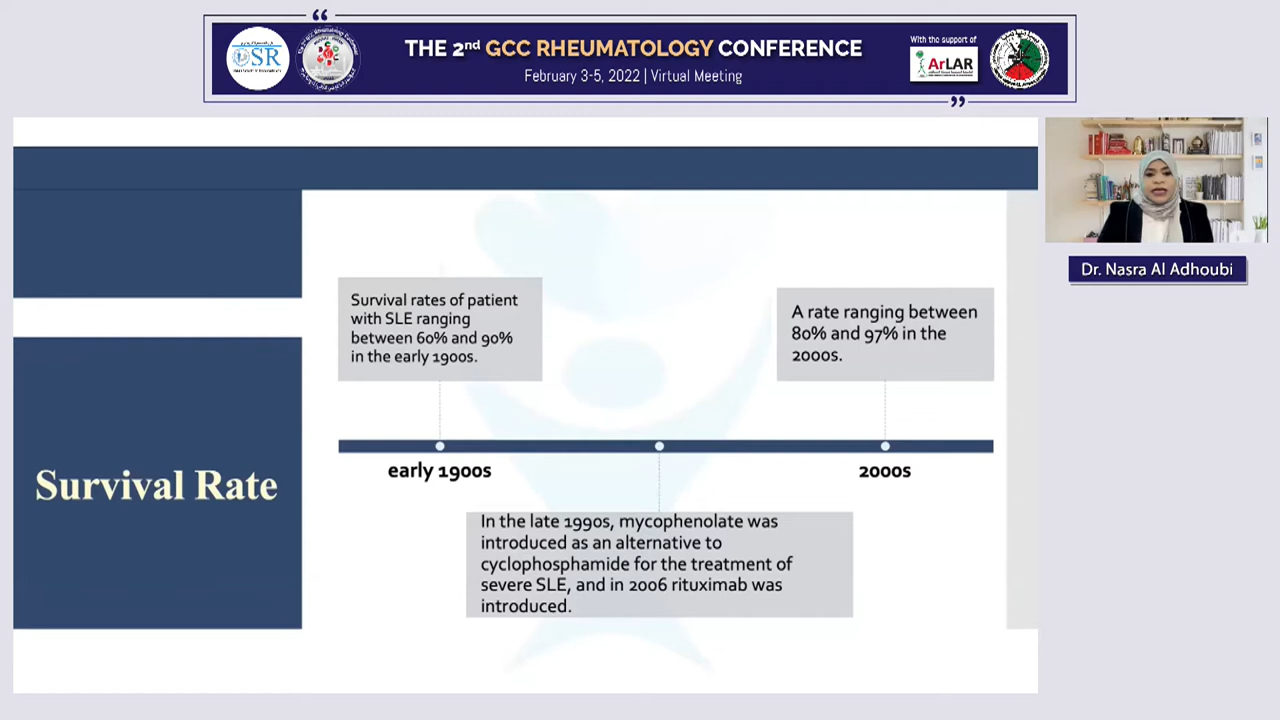 “
THE 2nd GCC RHEUMATOLOGY CONFERENCE
February 3-5, 2022 | Virtual Meeting
”
OSR
With the support of
ArLAR
Dr. Nasra Al Adhoubi
Survival Rate
Survival rates of patient
with SLE ranging
between 60% and 90%
in the early 1900s.
A rate ranging between
80% and 97% in the
2000s.
early 1900s
2000s
In the late 1990s, mycophenolate was
introduced as an alternative to
cyclophosphamide for the treatment of
severe SLE, and in 2006 rituximab was
introduced.